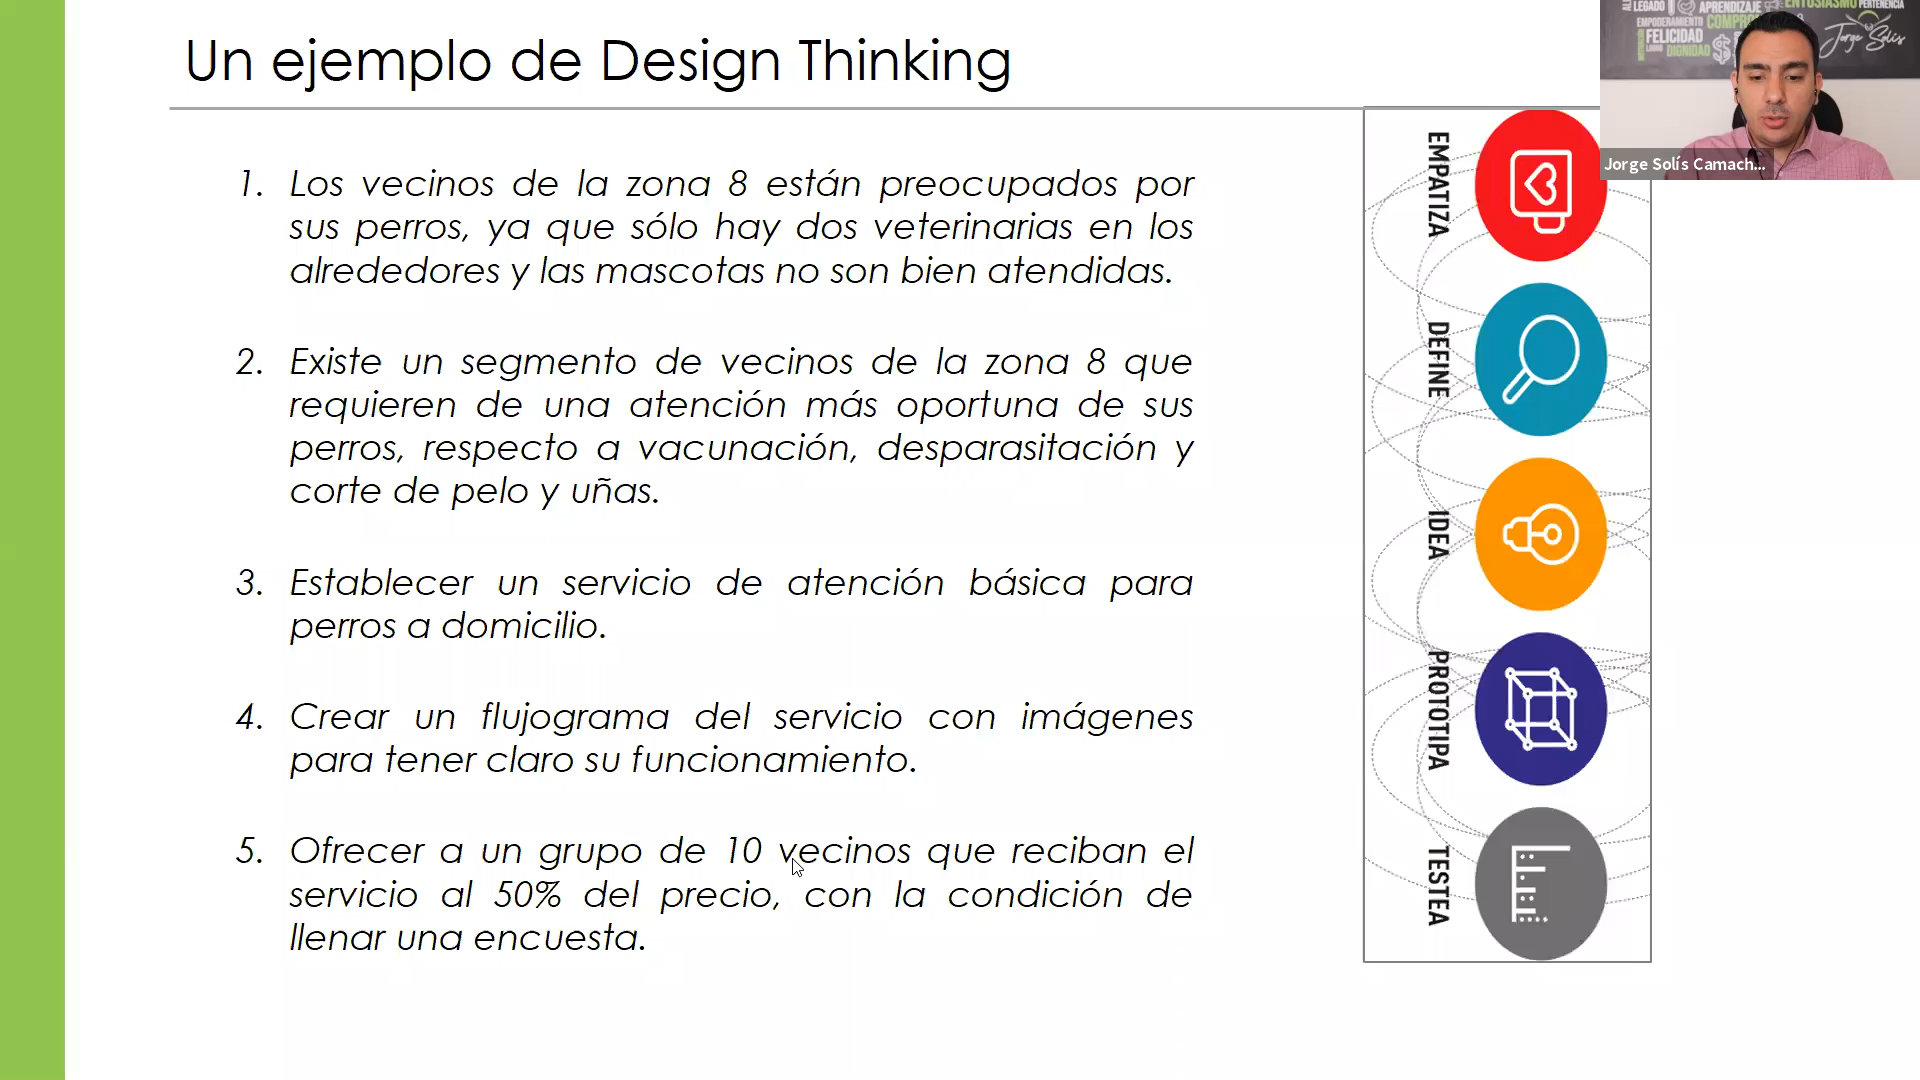 Un ejemplo de Design Thinking
1. Los vecinos de la zona 8 están preocupados por
sus perros, ya que sólo hay dos veterinarias en los
alrededores y las mascotas no son bien atendidas.
2. Existe un segmento de vecinos de la zona 8 que
requieren de una atención más oportuna de sus
perros, respecto a vacunación, desparasitación y
corte de pelo y uñas.
3. Establecer un servicio de atención básica para
perros a domicilio.
4. Crear un flujograma del servicio con imágenes
para tener claro su funcionamiento.
5. Ofrecer a un grupo de 10 vecinos que reciban el
servicio al 50% del precio, con la condición de
llenar una encuesta.
EMPATIZA
DEFINE
IDEA
PROTOTIPA
TESTEA
LEGADO
APRENDIZAJE
ENTUSIASMO
PERTENENCIA
EMPODERAMIENTO
FELICIDAD
DIGNIDAD
Jorge Solís
Jorge Solís Camach...